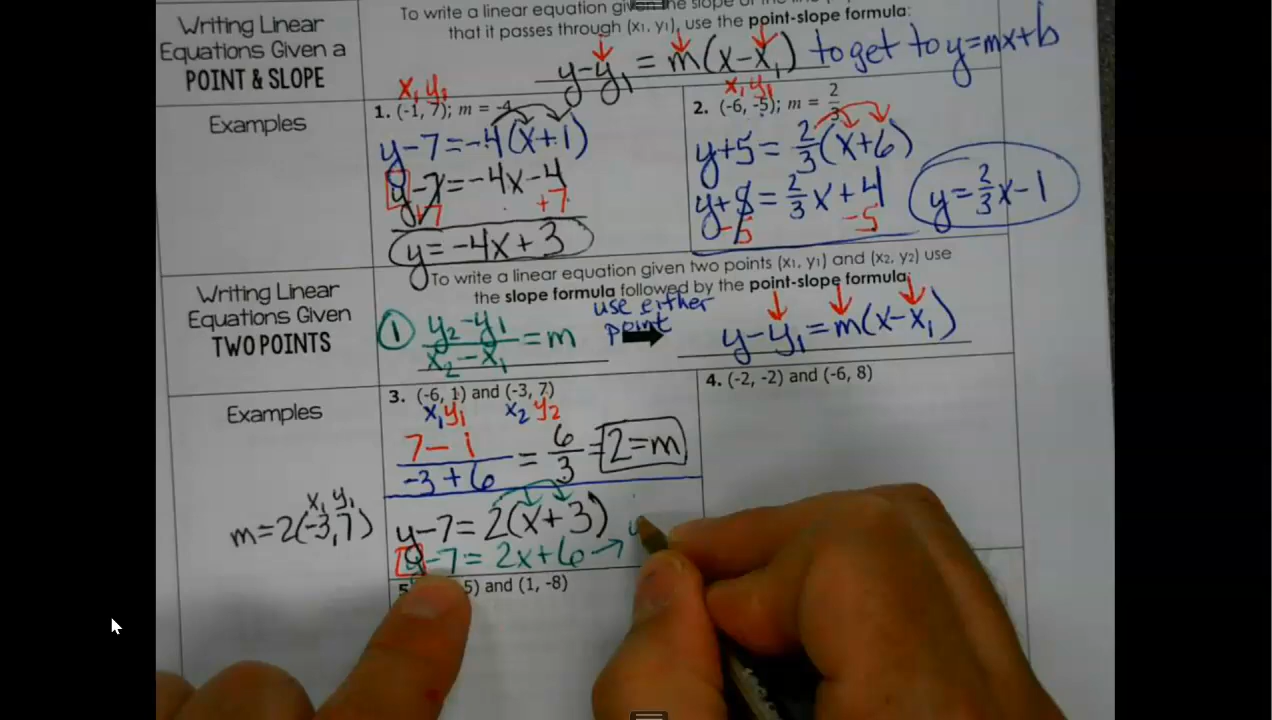 Writing Linear
Equations Given a
POINT & SLOPE
To write a linear equation given the slope of the line
that it passes through (x₁, y₁), use the point-slope formula:
y-y₁ = m(x-x₁) to get to y=mx+b
Examples
x₁ y₁
1. (-1, 7); m = -4
y-7=-4(x+1)
y-7=-4x-4
+7 +7
y=-4x+3
x₁ y₁
2. (-6, -5); m = 2/3
y+5 = 2/3(x+6)
y+5 = 2/3x+4
-5 -5
y=2/3x-1
Writing Linear
Equations Given
TWO POINTS
To write a linear equation given two points (x₁, y₁) and (x₂, y₂) use
the slope formula followed by the point-slope formula:
① y₂-y₁/x₂-x₁ = m
use either
point
y-y₁=m(x-x₁)
Examples
3. (-6, 1) and (-3, 7)
x₁y₁ x₂ y₂
7-1/-3+6 = 6/3 = 2=m
x₁ y₁
m=2(-3,7)
y-7=2(x+3)
y-7= 2x+6→
4. (-2, -2) and (-6, 8)
5) and (1, -8)